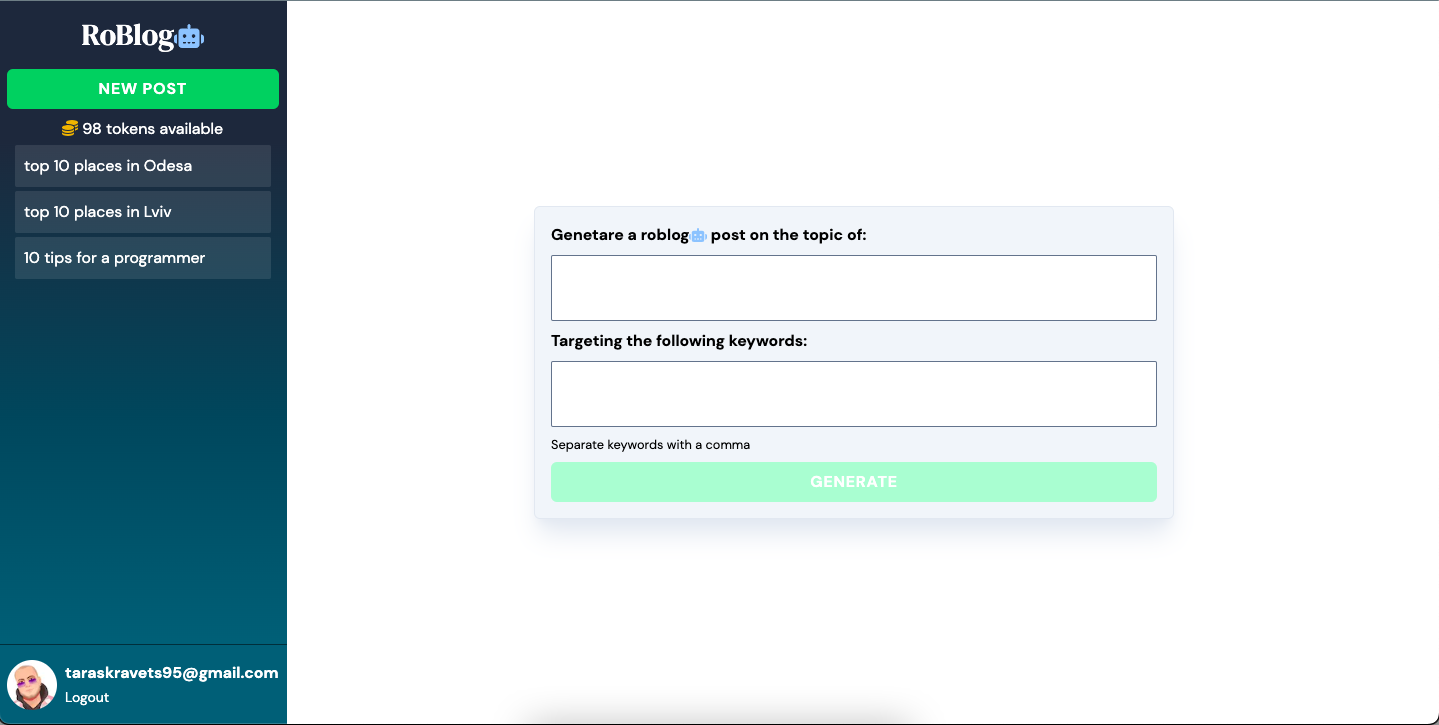 RoBlog
NEW POST
98 tokens available
top 10 places in Odesa
top 10 places in Lviv
10 tips for a programmer
taraskravets95@gmail.com
Logout
Genetare a roblog post on the topic of:
Targeting the following keywords:
Separate keywords with a comma
GENERATE